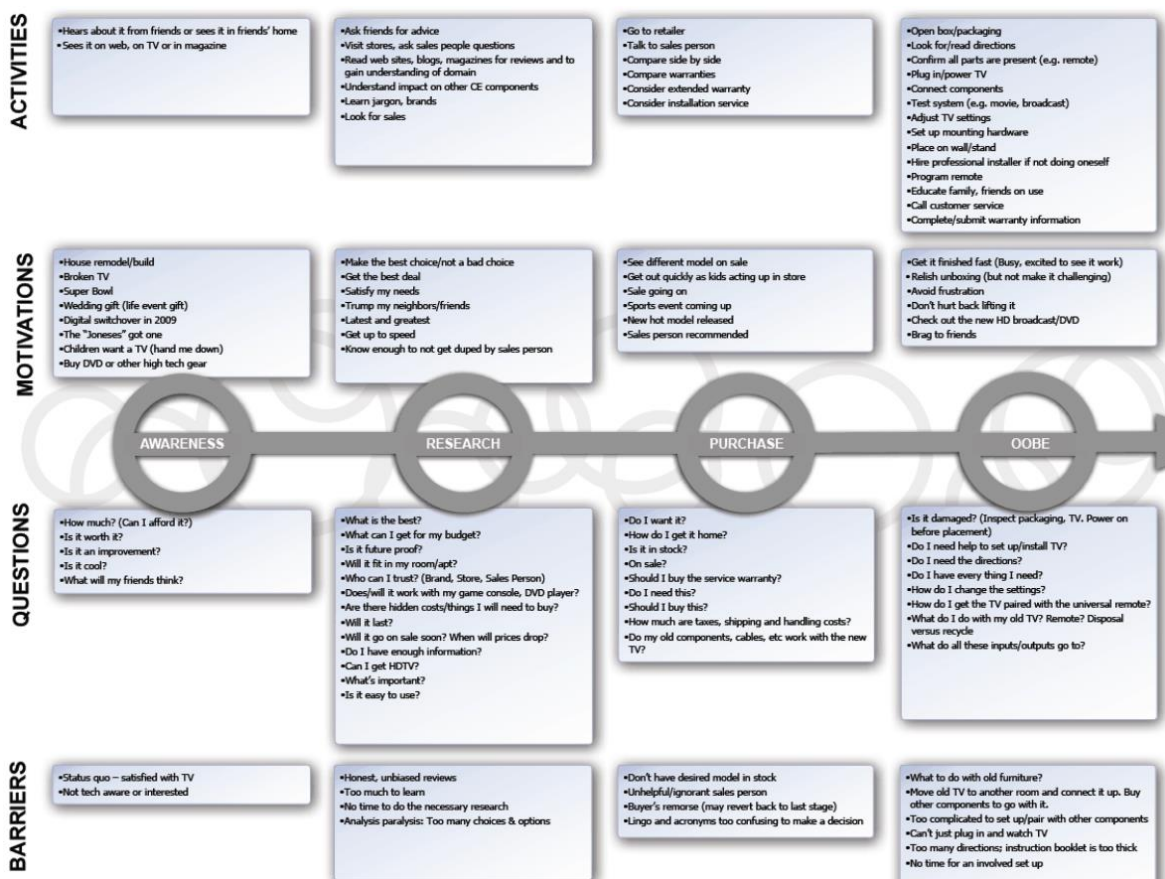 ACTIVITIES
•Hears about it from friends or sees it in friends' home
•Sees it on web, on TV or in magazine
•Ask friends for advice
•Visit stores, ask sales people questions
•Read web sites, blogs, magazines for reviews and to
gain understanding of domain
•Understand impact on other CE components
•Learn jargon, brands
•Look for sales
•Go to retailer
•Talk to sales person
•Compare side by side
•Compare warranties
•Consider extended warranty
•Consider installation service
•Open box/packaging
•Look for/read directions
•Confirm all parts are present (e.g. remote)
•Plug in/power TV
•Connect components
•Test system (e.g. movie, broadcast)
•Adjust TV settings
•Set up mounting hardware
•Place on wall/stand
•Hire professional installer if not doing oneself
•Program remote
•Educate family, friends on use
•Call customer service
•Complete/submit warranty information
MOTIVATIONS
•House remodel/build
•Broken TV
•Super Bowl
•Wedding gift (life event gift)
•Digital switchover in 2009
•The "Joneses" got one
•Children want a TV (hand me down)
•Buy DVD or other high tech gear
•Make the best choice/not a bad choice
•Get the best deal
•Satisfy my needs
•Trump my neighbors/friends
•Latest and greatest
•Get up to speed
•Know enough to not get duped by sales person
•See different model on sale
•Get out quickly as kids acting up in store
•Sale going on
•Sports event coming up
•New hot model released
•Sales person recommended
•Get it finished fast (Busy, excited to see it work)
•Relish unboxing (but not make it challenging)
•Avoid frustration
•Don't hurt back lifting it
•Check out the new HD broadcast/DVD
•Brag to friends
AWARENESS
RESEARCH
PURCHASE
OOBE
QUESTIONS
•How much? (Can I afford it?)
•Is it worth it?
•Is it an improvement?
•Is it cool?
•What will my friends think?
•What is the best?
•What can I get for my budget?
•Is it future proof?
•Will it fit in my room/apt?
•Who can I trust? (Brand, Store, Sales Person)
•Does/will it work with my game console, DVD player?
•Are there hidden costs/things I will need to buy?
•Will it last?
•Will it go on sale soon? When will prices drop?
•Do I have enough information?
•Can I get HDTV?
•What's important?
•Is it easy to use?
•Do I want it?
•How do I get it home?
•Is it in stock?
•On sale?
•Should I buy the service warranty?
•Do I need this?
•Should I buy this?
•How much are taxes, shipping and handling costs?
•Do my old components, cables, etc work with the new
TV?
•Is it damaged? (Inspect packaging, TV. Power on
before placement)
•Do I need help to set up/install TV?
•Do I need the directions?
•Do I have every thing I need?
•How do I change the settings?
•How do I get the TV paired with the universal remote?
•What do I do with my old TV? Remote? Disposal
versus recycle
•What do all these inputs/outputs go to?
BARRIERS
•Status quo – satisfied with TV
•Not tech aware or interested
•Honest, unbiased reviews
•Too much to learn
•No time to do the necessary research
•Analysis paralysis: Too many choices & options
•Don't have desired model in stock
•Unhelpful/ignorant sales person
•Buyer's remorse (may revert back to last stage)
•Lingo and acronyms too confusing to make a decision
•What to do with old furniture?
•Move old TV to another room and connect it up. Buy
other components to go with it.
•Too complicated to set up/pair with other components
•Can't just plug in and watch TV
•Too many directions; instruction booklet is too thick
•No time for an involved set up